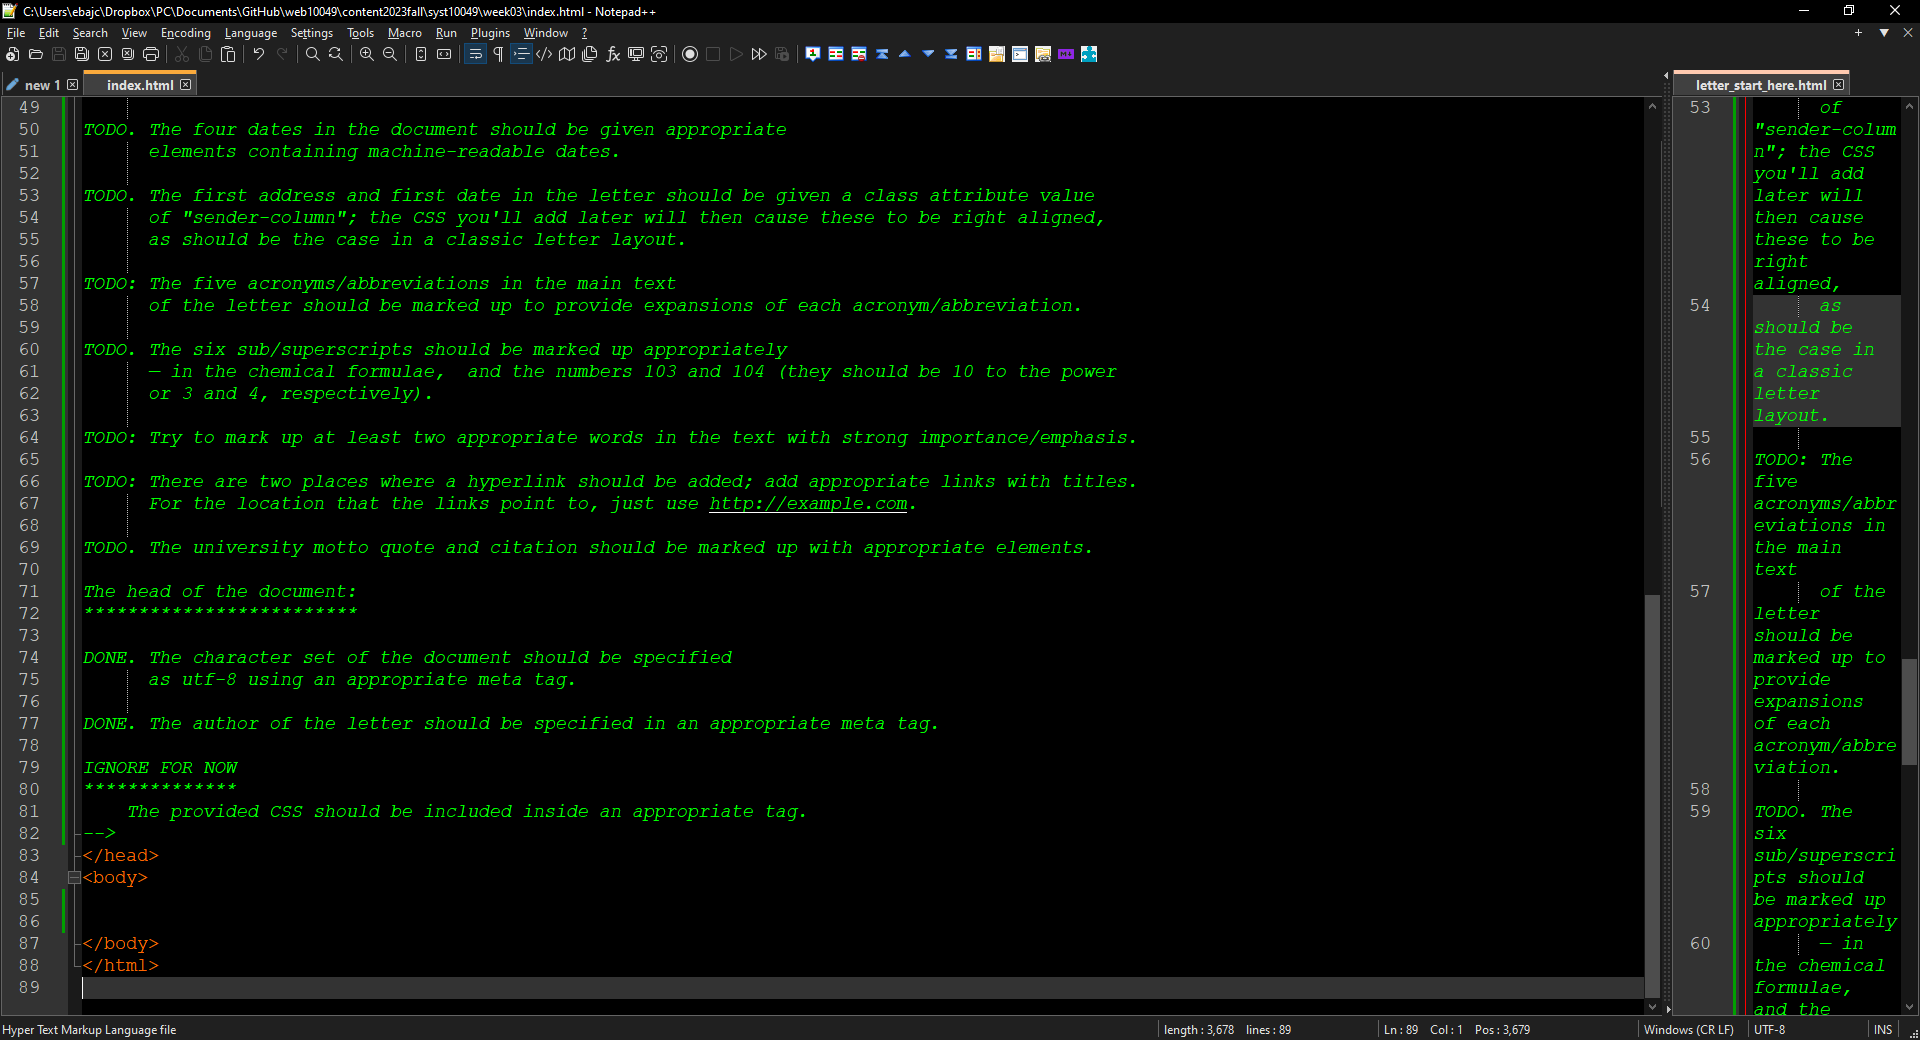 C:\Users\ebajc\Dropbox\PC\Documents\GitHub\web10049\content2023fall\syst10049\week03\index.html - Notepad++
File Edit Search View Encoding Language Settings Tools Macro Run Plugins Window ?
new 1 index.html
49
50 TODO. The four dates in the document should be given appropriate
51 elements containing machine-readable dates.
52
53 TODO. The first address and first date in the letter should be given a class attribute value
54 of "sender-column"; the CSS you'll add later will then cause these to be right aligned,
55 as should be the case in a classic letter layout.
56
57 TODO: The five acronyms/abbreviations in the main text
58 of the letter should be marked up to provide expansions of each acronym/abbreviation.
59
60 TODO. The six sub/superscripts should be marked up appropriately
61 — in the chemical formulae,  and the numbers 103 and 104 (they should be 10 to the power
62 or 3 and 4, respectively).
63
64 TODO: Try to mark up at least two appropriate words in the text with strong importance/emphasis.
65
66 TODO: There are two places where a hyperlink should be added; add appropriate links with titles.
67 For the location that the links point to, just use http://example.com.
68
69 TODO. The university motto quote and citation should be marked up with appropriate elements.
70
71 The head of the document:
72 *************************
73
74 DONE. The character set of the document should be specified
75 as utf-8 using an appropriate meta tag.
76
77 DONE. The author of the letter should be specified in an appropriate meta tag.
78
79 IGNORE FOR NOW
80 **************
81 The provided CSS should be included inside an appropriate tag.
82 -->
83 </head>
84 <body>
85
86
87 </body>
88 </html>
89
letter_start_here.html
53 of
"sender-colum
n"; the CSS
you'll add
later will
then cause
these to be
right
aligned,
54 as
should be
the case in
a classic
letter
layout.
55
56 TODO: The
five
acronyms/abbr
eviations in
the main
text
57 of the
letter
should be
marked up to
provide
expansions
of each
acronym/abbre
viation.
58
59 TODO. The
six
sub/superscri
pts should
be marked up
appropriately
60 — in
the chemical
formulae,
and the
Hyper Text Markup Language file length : 3,678 lines : 89 Ln : 89 Col : 1 Pos : 3,679 Windows (CR LF) UTF-8 INS